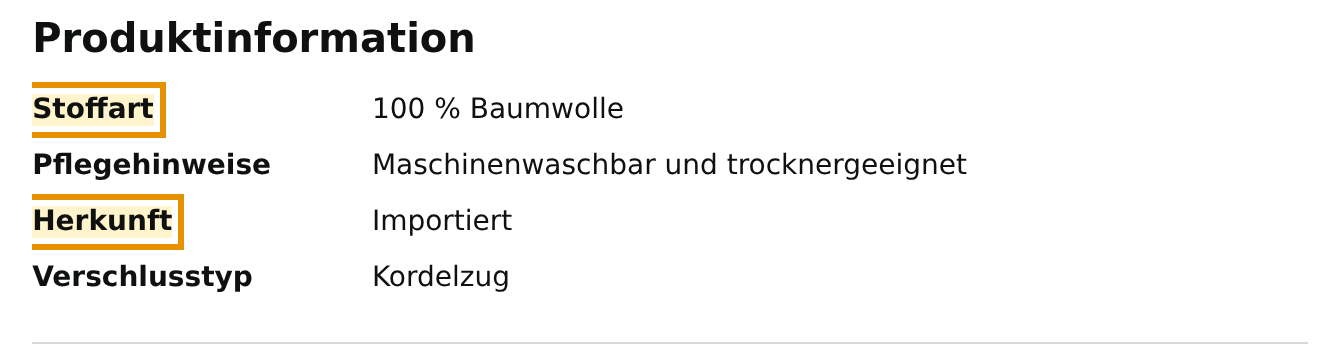 Produktinformation
Stoffart 100 % Baumwolle
Pflegehinweise Maschinenwaschbar und trocknergeeignet
Herkunft Importiert
Verschlusstyp Kordelzug